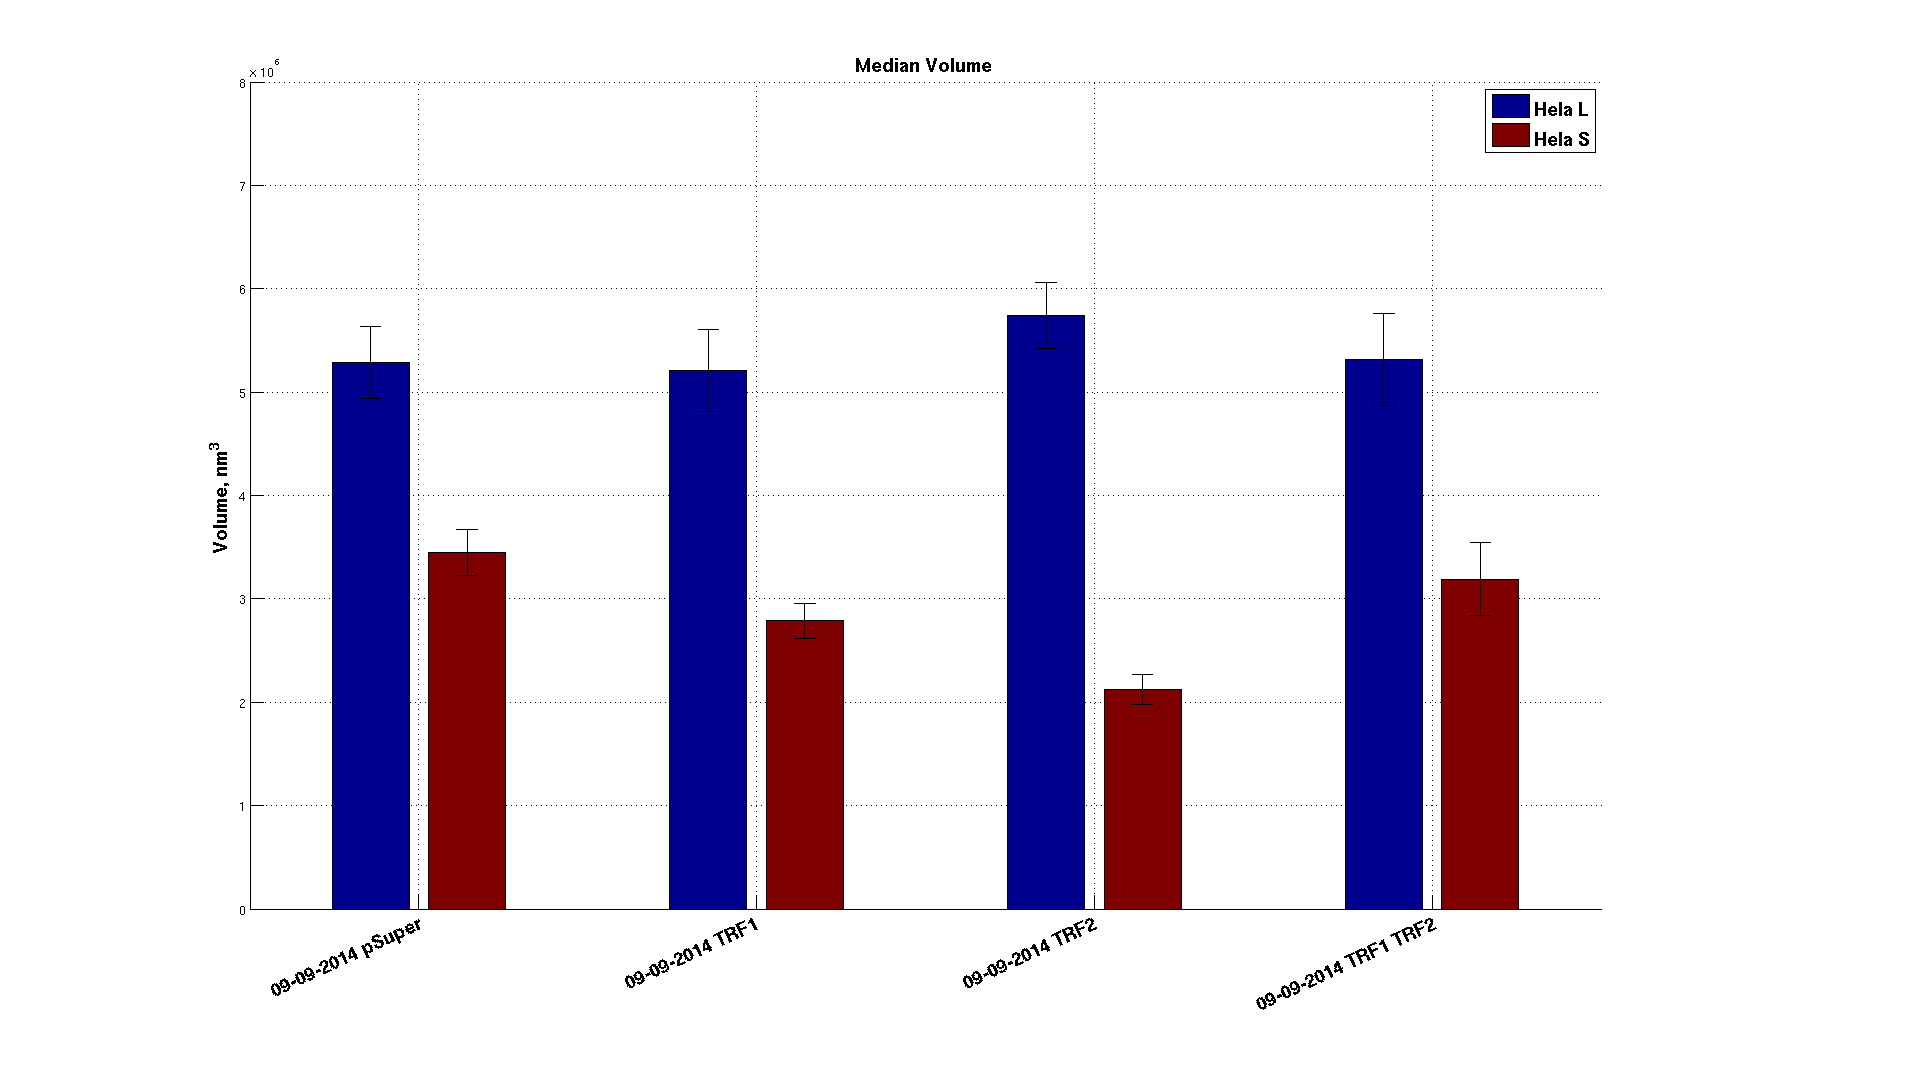 Median Volume
×10⁶
8
7
6
5
4
3
2
1
0
Volume, nm³
Hela L
Hela S
09-09-2014 pSuper
09-09-2014 TRF1
09-09-2014 TRF2
09-09-2014 TRF1 TRF2